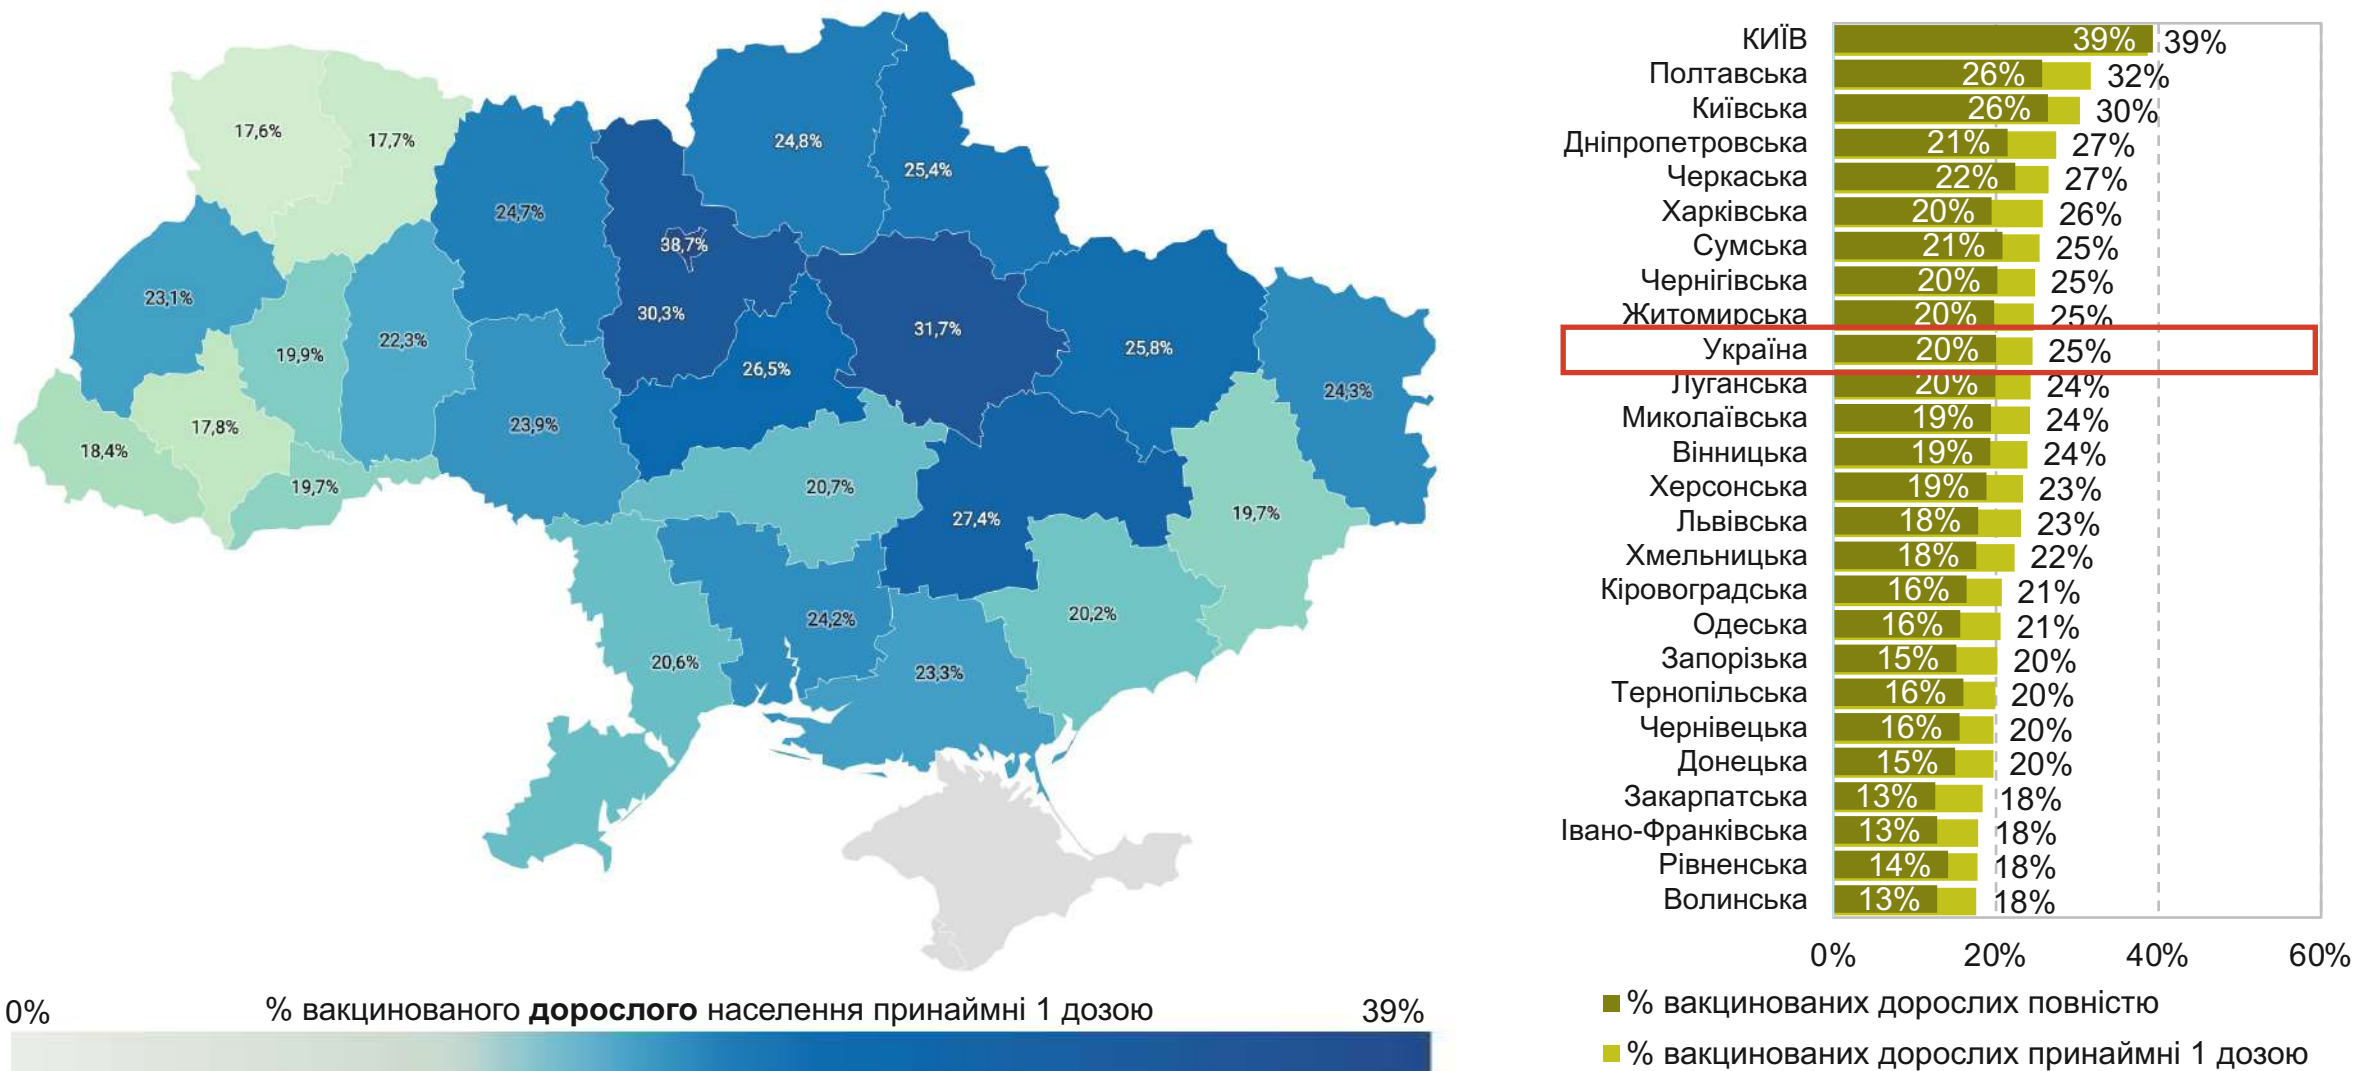 17,6%
17,7%
24,8%
25,4%
24,7%
38,7%
23,1%
30,3%
31,7%
22,3%
19,9%
25,8%
26,5%
24,3%
17,8%
23,9%
18,4%
19,7%
20,7%
27,4%
19,7%
24,2%
20,2%
20,6%
23,3%
0% % вакцинованого дорослого населення принаймні 1 дозою 39%
КИЇВ 39% 39%
Полтавська 26% 32%
Київська 26% 30%
Дніпропетровська 21% 27%
Черкаська 22% 27%
Харківська 20% 26%
Сумська 21% 25%
Чернігівська 20% 25%
Житомирська 20% 25%
Україна 20% 25%
Луганська 20% 24%
Миколаївська 19% 24%
Вінницька 19% 24%
Херсонська 19% 23%
Львівська 18% 23%
Хмельницька 18% 22%
Кіровоградська 16% 21%
Одеська 16% 21%
Запорізька 15% 20%
Тернопільська 16% 20%
Чернівецька 16% 20%
Донецька 15% 20%
Закарпатська 13% 18%
Івано-Франківська 13% 18%
Рівненська 14% 18%
Волинська 13% 18%
0% 20% 40% 60%
% вакцинованих дорослих повністю
% вакцинованих дорослих принаймні 1 дозою